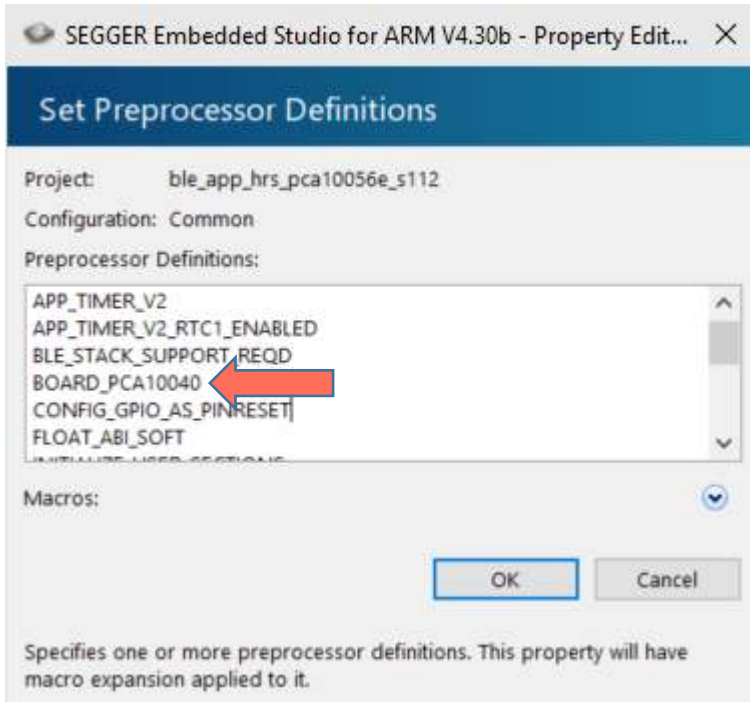 SEGGER Embedded Studio for ARM V4.30b - Property Edit...
Set Preprocessor Definitions
Project: ble_app_hrs_pca10056e_s112
Configuration: Common
Preprocessor Definitions:
APP_TIMER_V2
APP_TIMER_V2_RTC1_ENABLED
BLE_STACK_SUPPORT_REQD
BOARD_PCA10040
CONFIG_GPIO_AS_PINRESET
FLOAT_ABI_SOFT
Macros:
OK Cancel
Specifies one or more preprocessor definitions. This property will have
macro expansion applied to it.